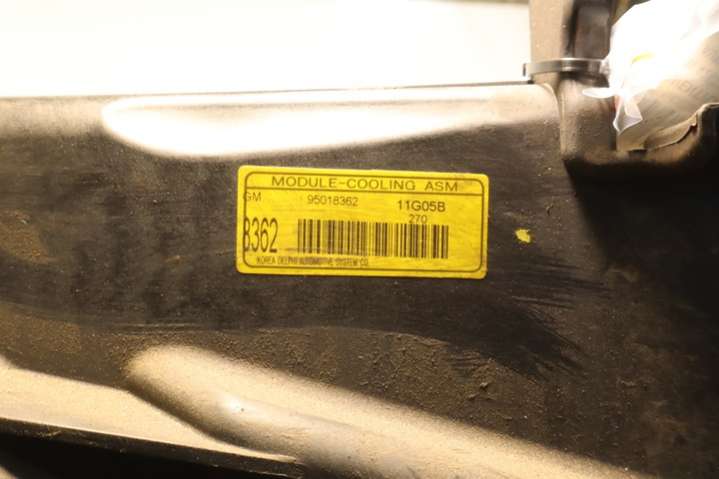 MODULE-COOLING ASM
GM 95018362 11G05B
270
8362
KOREA DELPHI AUTOMOTIVE SYSTEM CO.